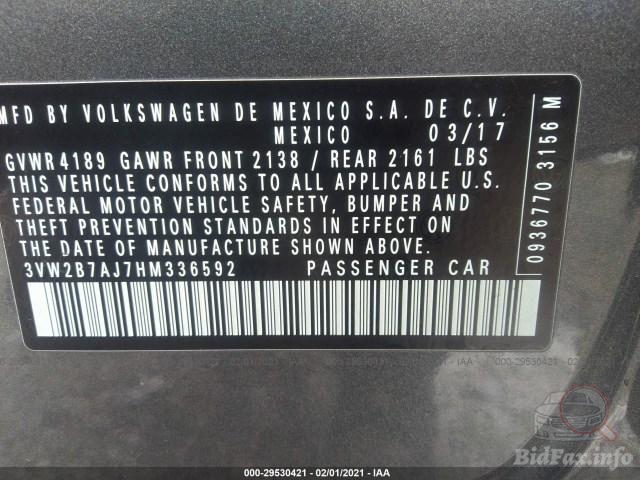 MFD BY VOLKSWAGEN DE MEXICO S.A. DE C.V.
MEXICO 03/17
GVWR 4189 GAWR FRONT 2138 / REAR 2161 LBS
THIS VEHICLE CONFORMS TO ALL APPLICABLE U.S.
FEDERAL MOTOR VEHICLE SAFETY, BUMPER AND
THEFT PREVENTION STANDARDS IN EFFECT ON
THE DATE OF MANUFACTURE SHOWN ABOVE.
3VW2B7AJ7HM336592 PASSENGER CAR
0936770 3156 M
000-29530421 - 02/01/2021 - IAA
BidFax.info